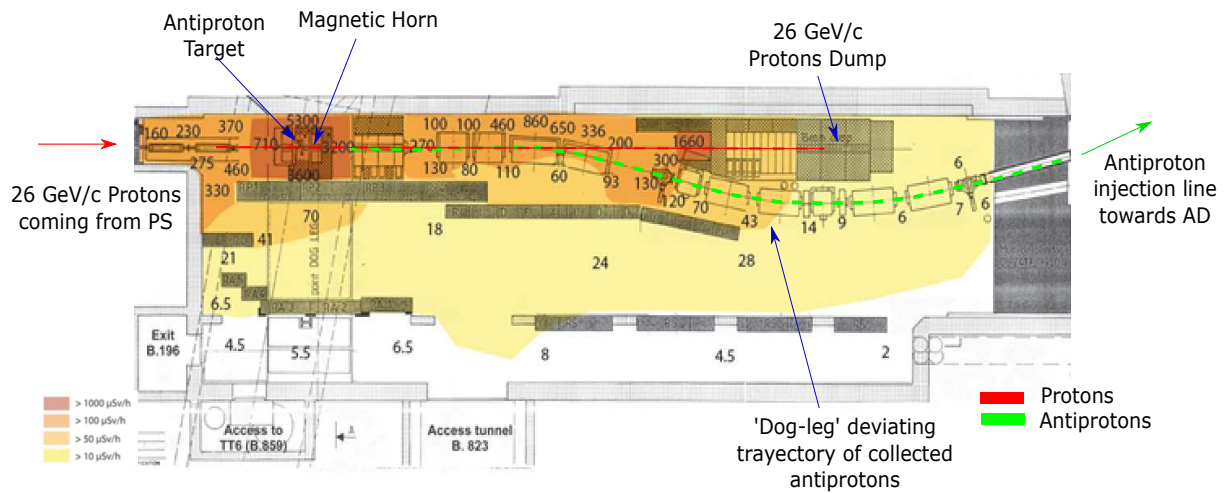 Antiproton
Target
Magnetic Horn
26 GeV/c
Protons Dump
160
230
370
5300
710
3200
275
460
3600
330
100
100
460
860
650
336
200
1660
270
130
80
110
60
93
300
130
120
70
43
14
9
6
6
7
6
70
41
18
24
28
21
6.5
4.5
5.5
6.5
8
4.5
2
26 GeV/c Protons
coming from PS
Antiproton
injection line
towards AD
point DOG LEG
Exit
B.196
Access to
TT6 (B.859)
A
Access tunnel
B. 823
> 1000 µSv/h
> 100 µSv/h
> 50 µSv/h
> 10 µSv/h
Protons
Antiprotons
'Dog-leg' deviating
trayectory of collected
antiprotons